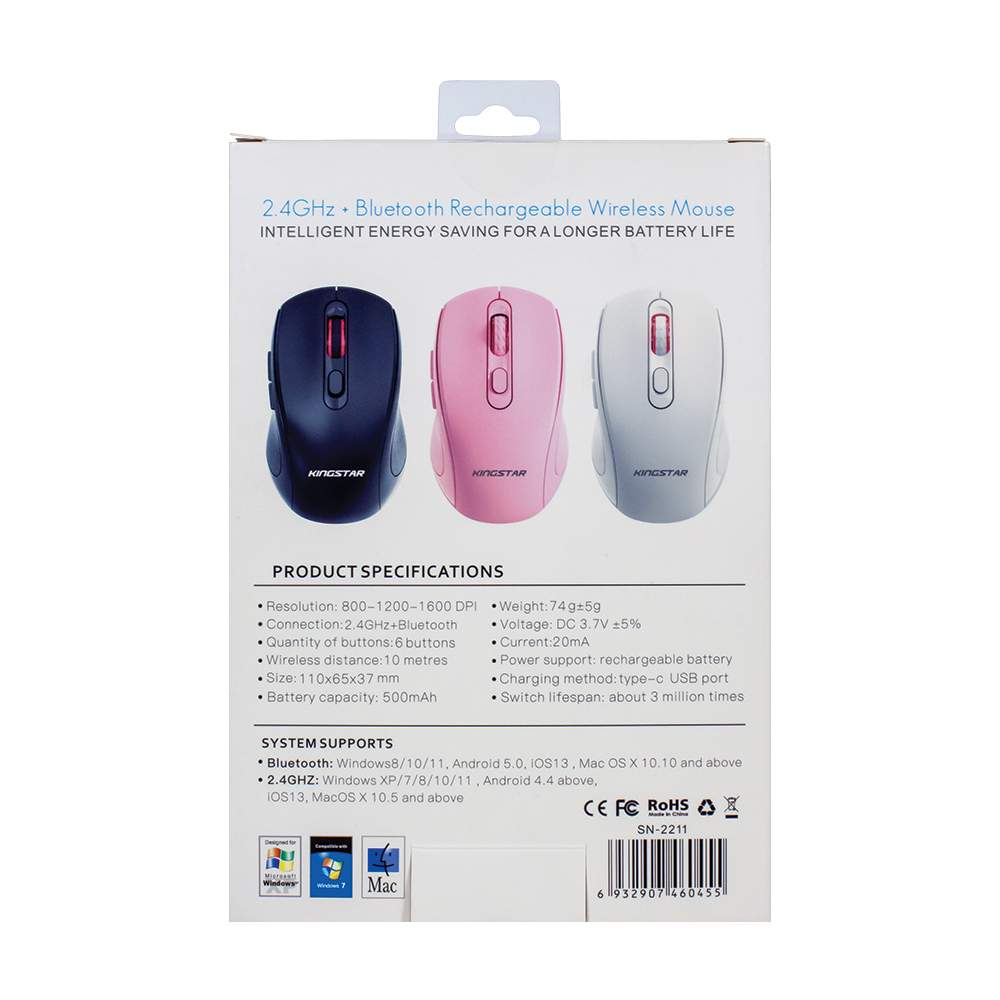 2.4GHz + Bluetooth Rechargeable Wireless Mouse
INTELLIGENT ENERGY SAVING FOR A LONGER BATTERY LIFE
KINGSTAR
KINGSTAR
KINGSTAR
PRODUCT SPECIFICATIONS
• Resolution: 800-1200-1600 DPI
• Connection:2.4GHz+Bluetooth
• Quantity of buttons:6 buttons
• Wireless distance:10 metres
• Size: 110x65x37 mm
• Battery capacity: 500mAh
• Weight:74g±5g
• Voltage: DC 3.7V ±5%
• Current:20mA
• Power support: rechargeable battery
• Charging method:type-c USB port
• Switch lifespan: about 3 million times
SYSTEM SUPPORTS
• Bluetooth: Windows8/10/11, Android 5.0, iOS13 , Mac OS X 10.10 and above
• 2.4GHZ: Windows XP/7/8/10/11 , Android 4.4 above,
iOS13, MacOS X 10.5 and above
CE FC RoHS
Made in China
SN-2211
Designed for
Microsoft
Windows
XP
Compatible with
Windows 7
Mac
6 932907 460455